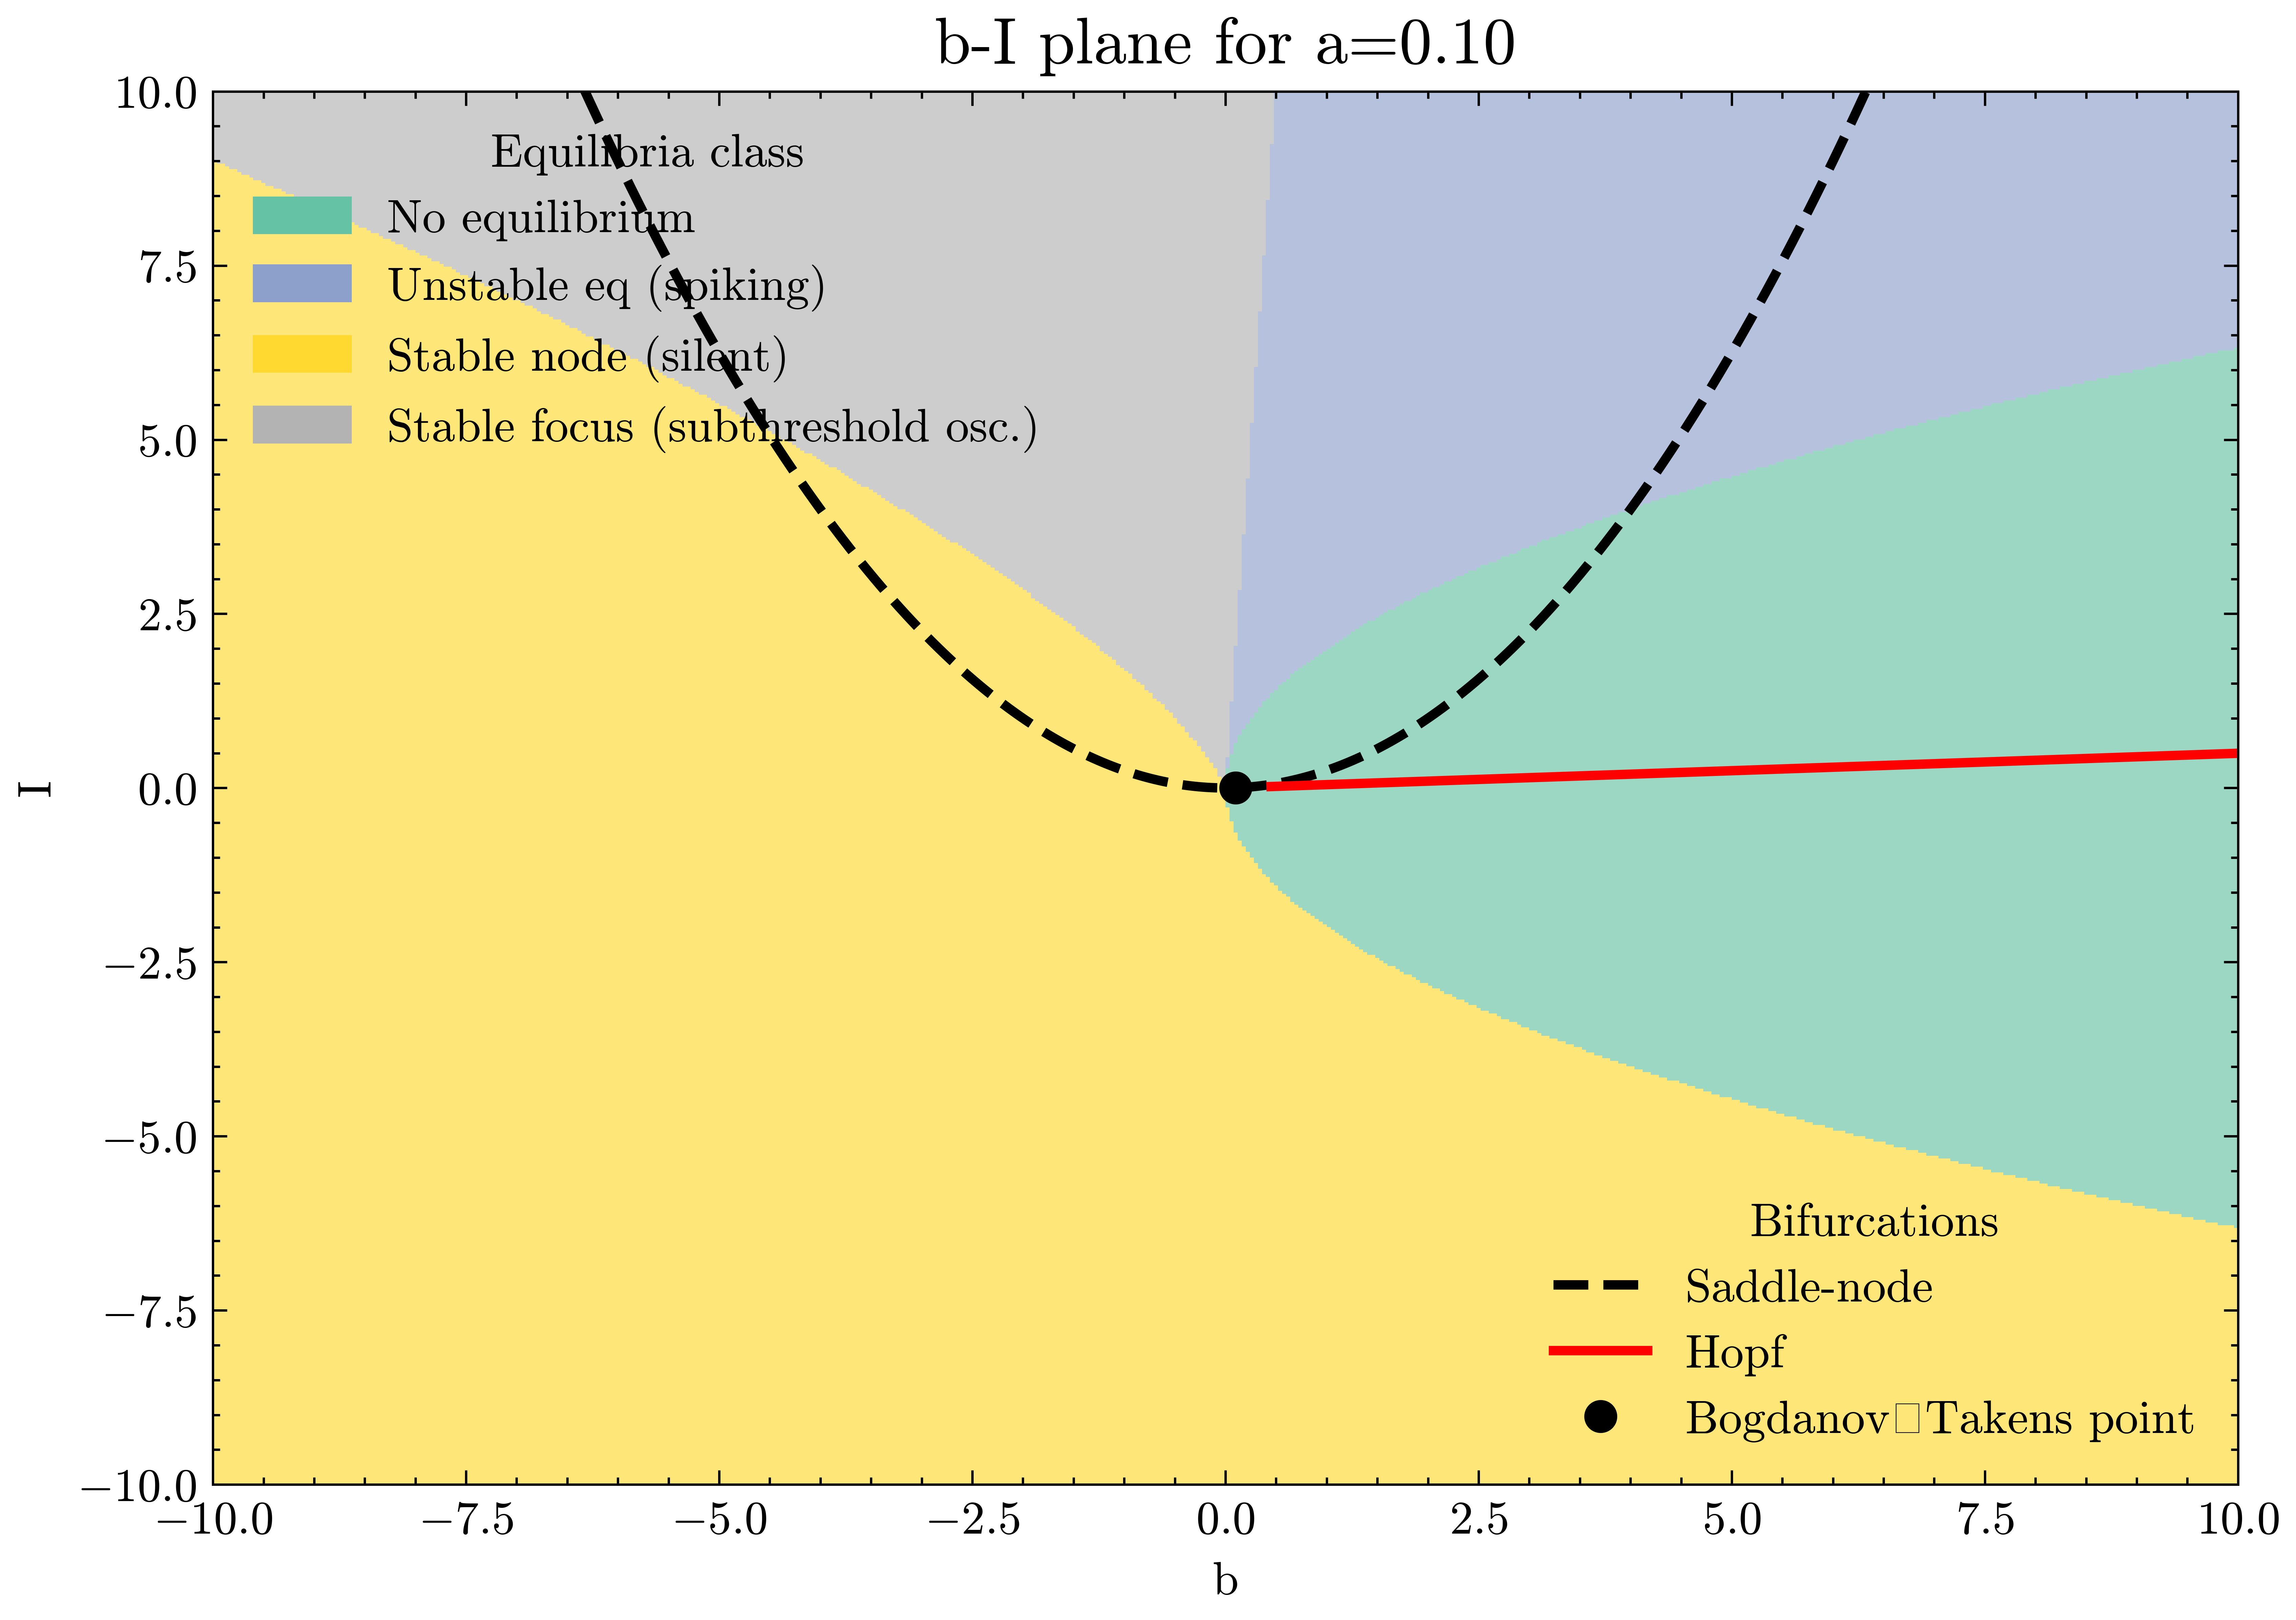 b-I plane for a=0.10
10.0
7.5
5.0
2.5
0.0
−2.5
−5.0
−7.5
−10.0
I
Equilibria class
No equilibrium
Unstable eq (spiking)
Stable node (silent)
Stable focus (subthreshold osc.)
Bifurcations
Saddle-node
Hopf
Bogdanov□Takens point
−10.0 −7.5 −5.0 −2.5 0.0 2.5 5.0 7.5 10.0
b